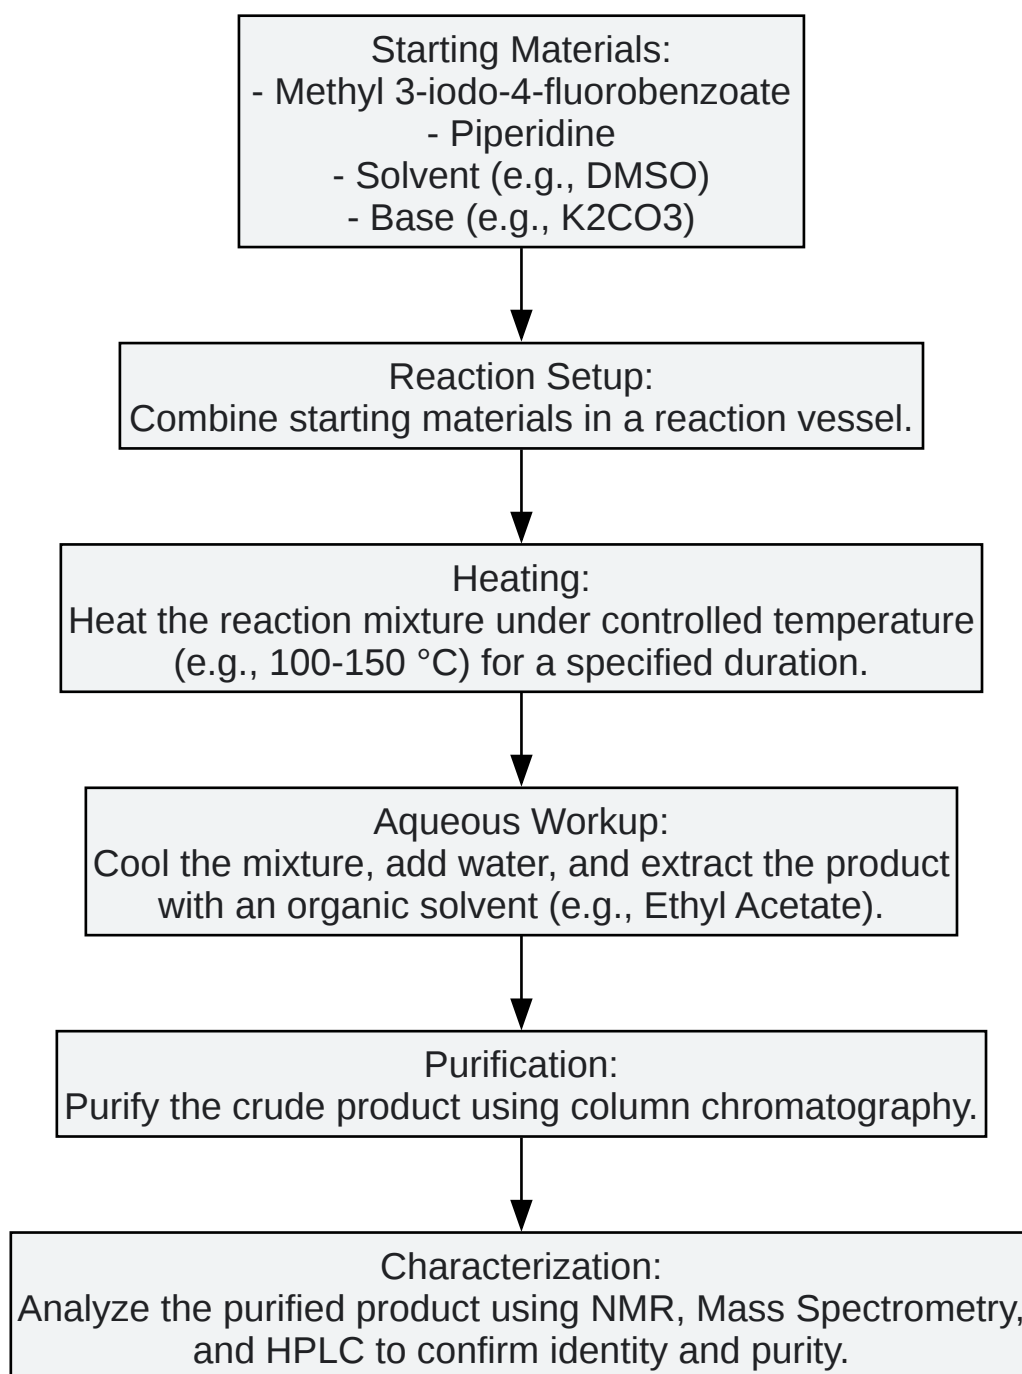 Starting Materials:
- Methyl 3-iodo-4-fluorobenzoate
- Piperidine
- Solvent (e.g., DMSO)
- Base (e.g., K2CO3)
Reaction Setup:
Combine starting materials in a reaction vessel.
Heating:
Heat the reaction mixture under controlled temperature
(e.g., 100-150 °C) for a specified duration.
Aqueous Workup:
Cool the mixture, add water, and extract the product
with an organic solvent (e.g., Ethyl Acetate).
Purification:
Purify the crude product using column chromatography.
Characterization:
Analyze the purified product using NMR, Mass Spectrometry,
and HPLC to confirm identity and purity.